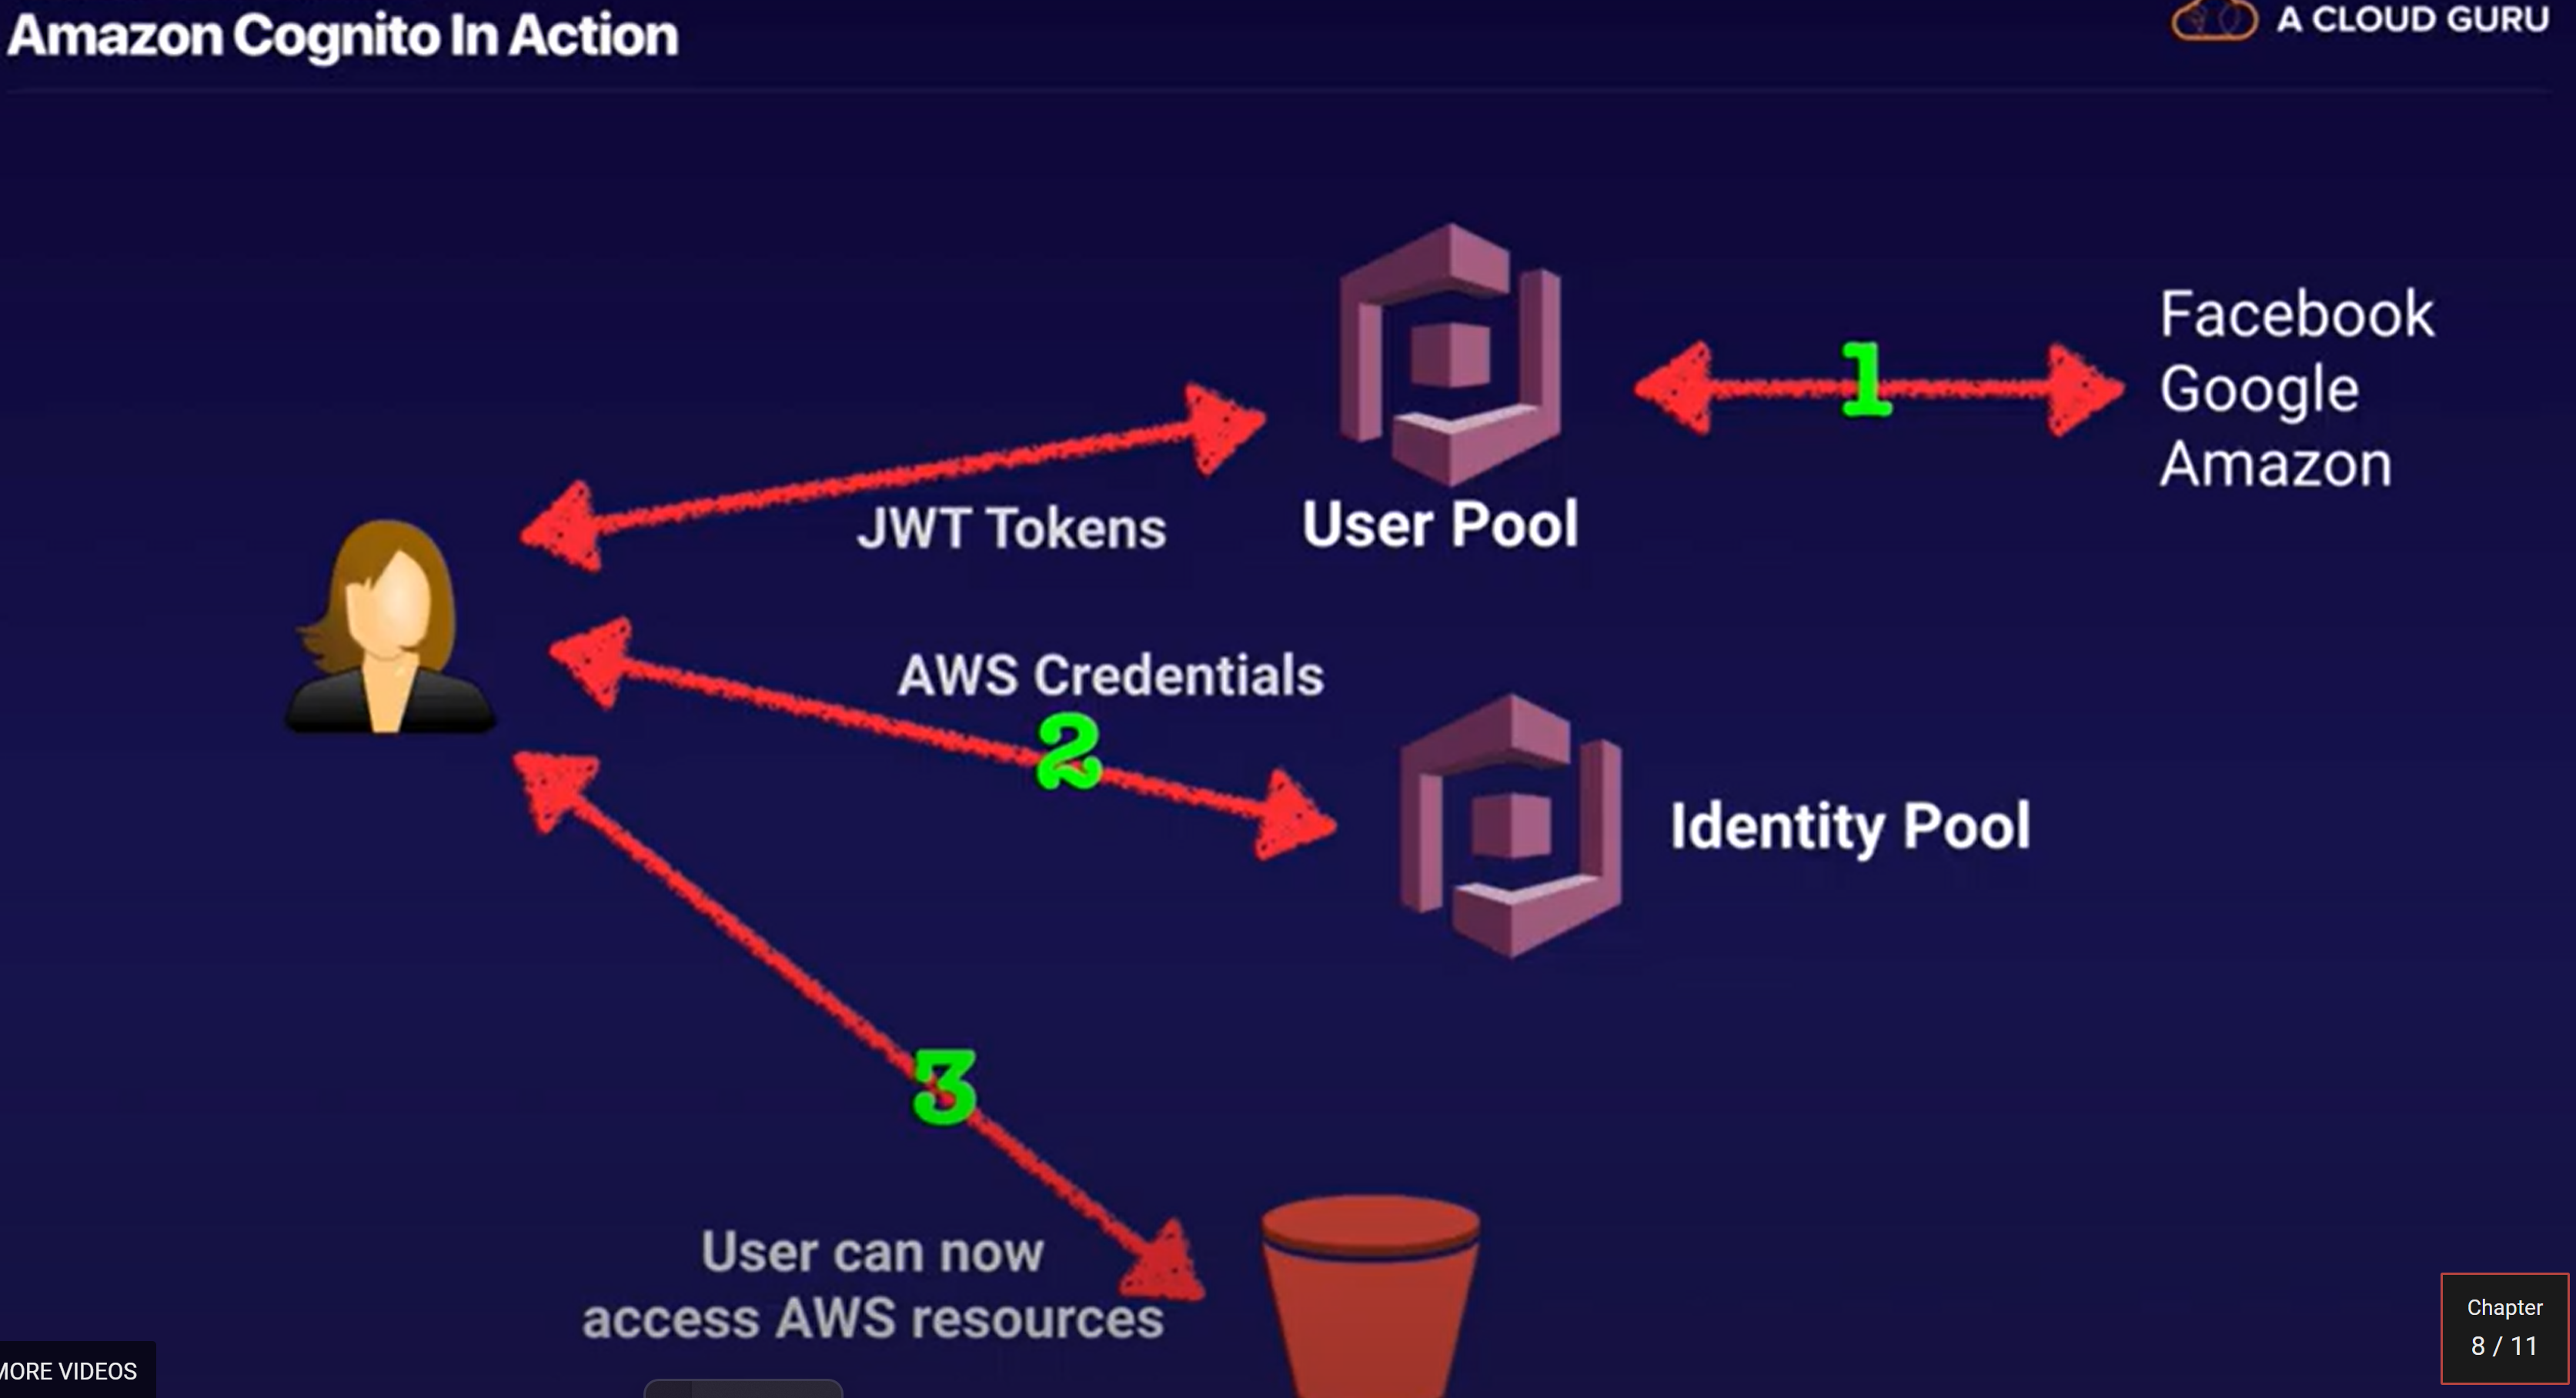 Amazon Cognito In Action
A CLOUD GURU
Facebook
1
Google
Amazon
JWT Tokens
User Pool
AWS Credentials
2
Identity Pool
3
User can now
access AWS resources
Chapter
8 / 11
MORE VIDEOS